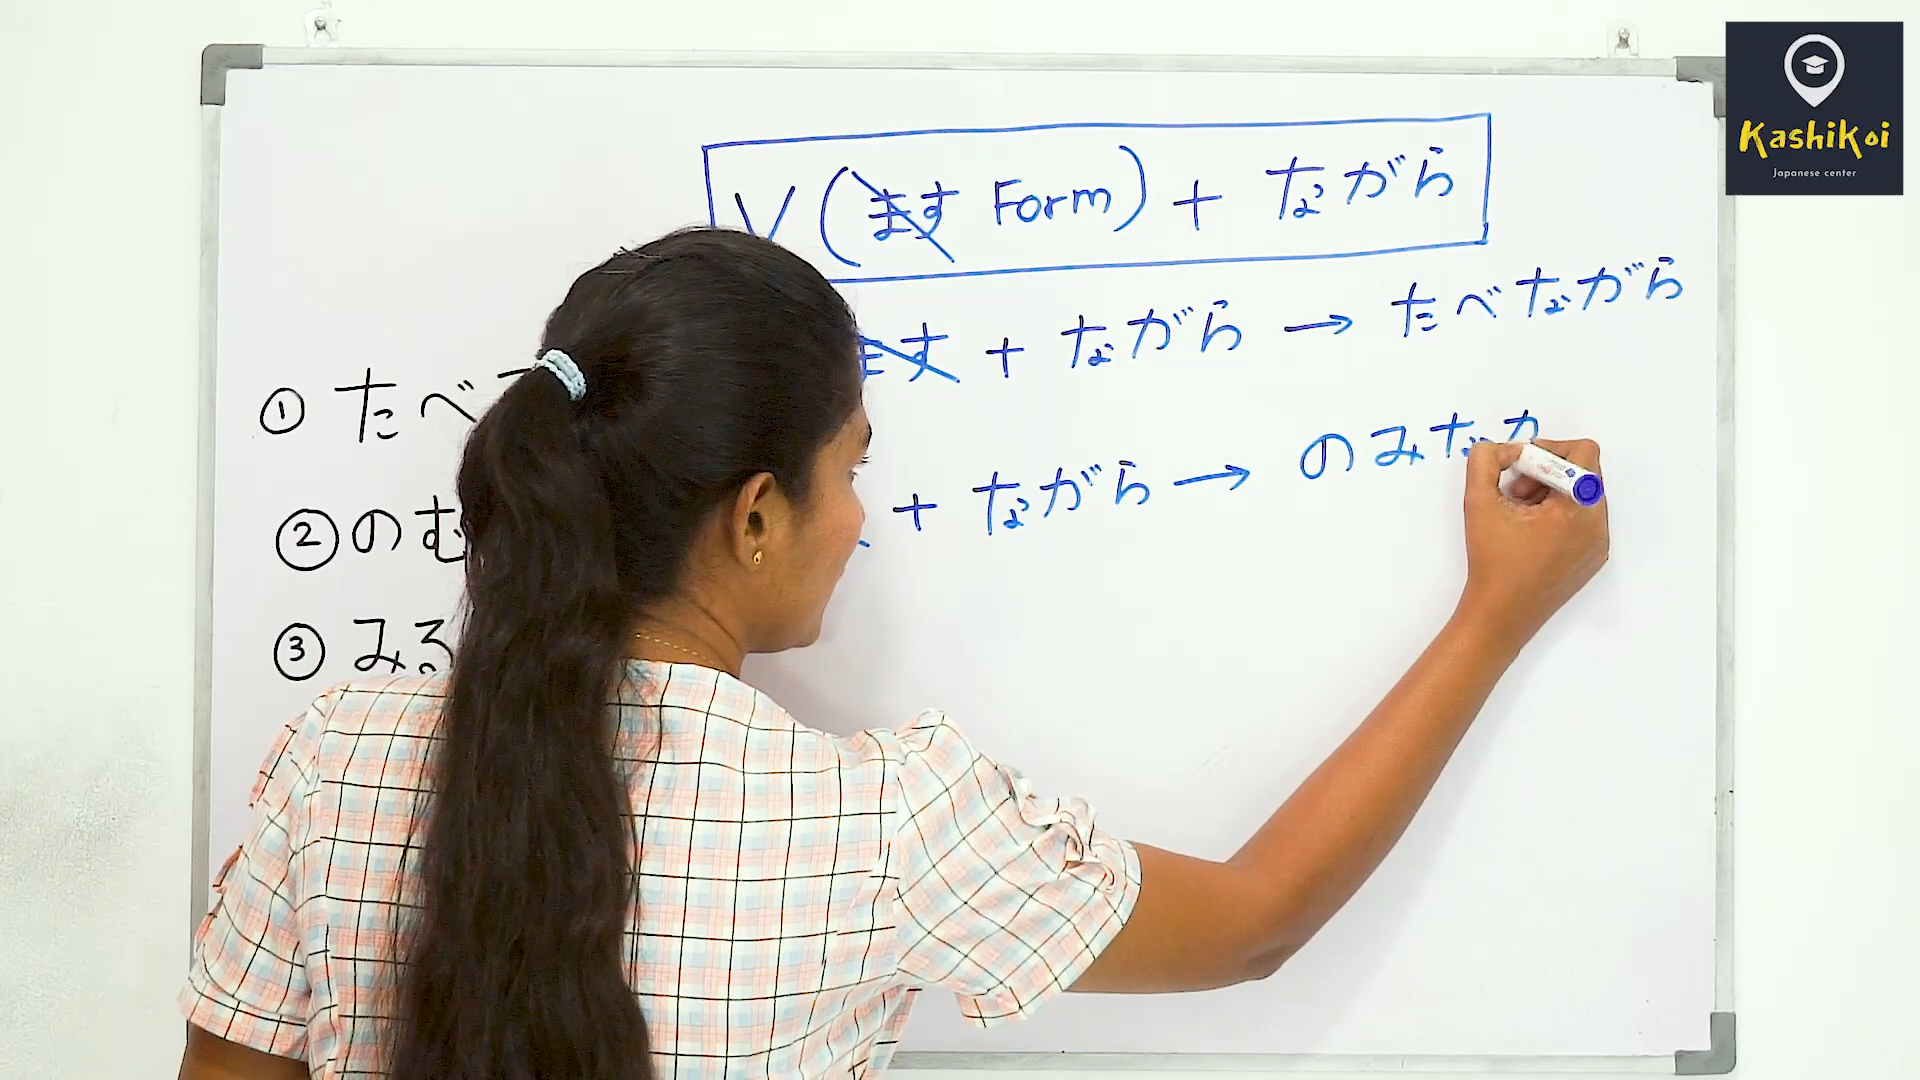 Kashikoi
Japanese center
V (ます Form) + ながら
ます + ながら → たべながら
① たべ
+ ながら → のみなが
② のむ
③ みる